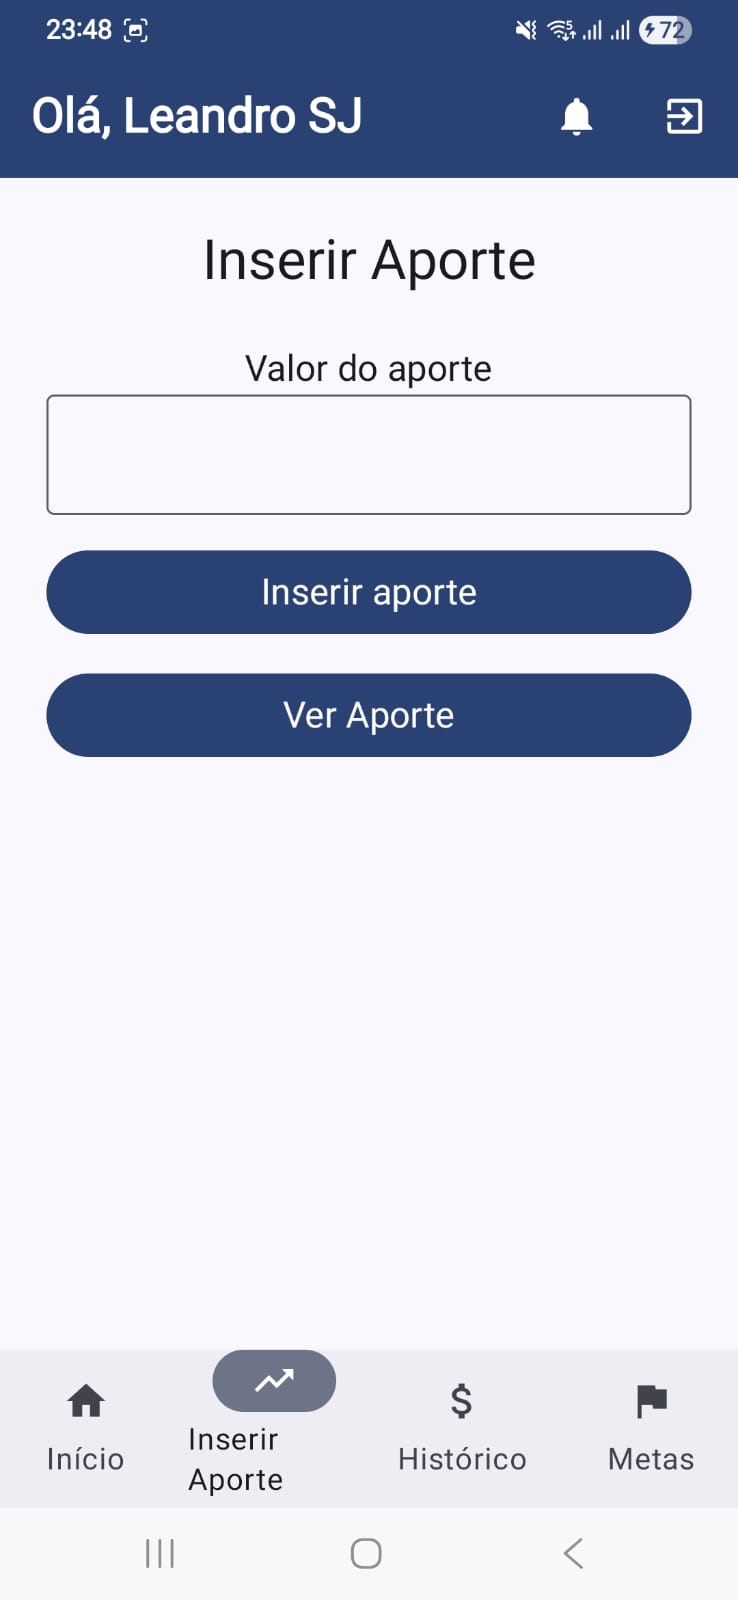 23:48
72
Olá, Leandro SJ
Inserir Aporte
Valor do aporte
Inserir aporte
Ver Aporte
Início
Inserir
Aporte
Histórico
Metas